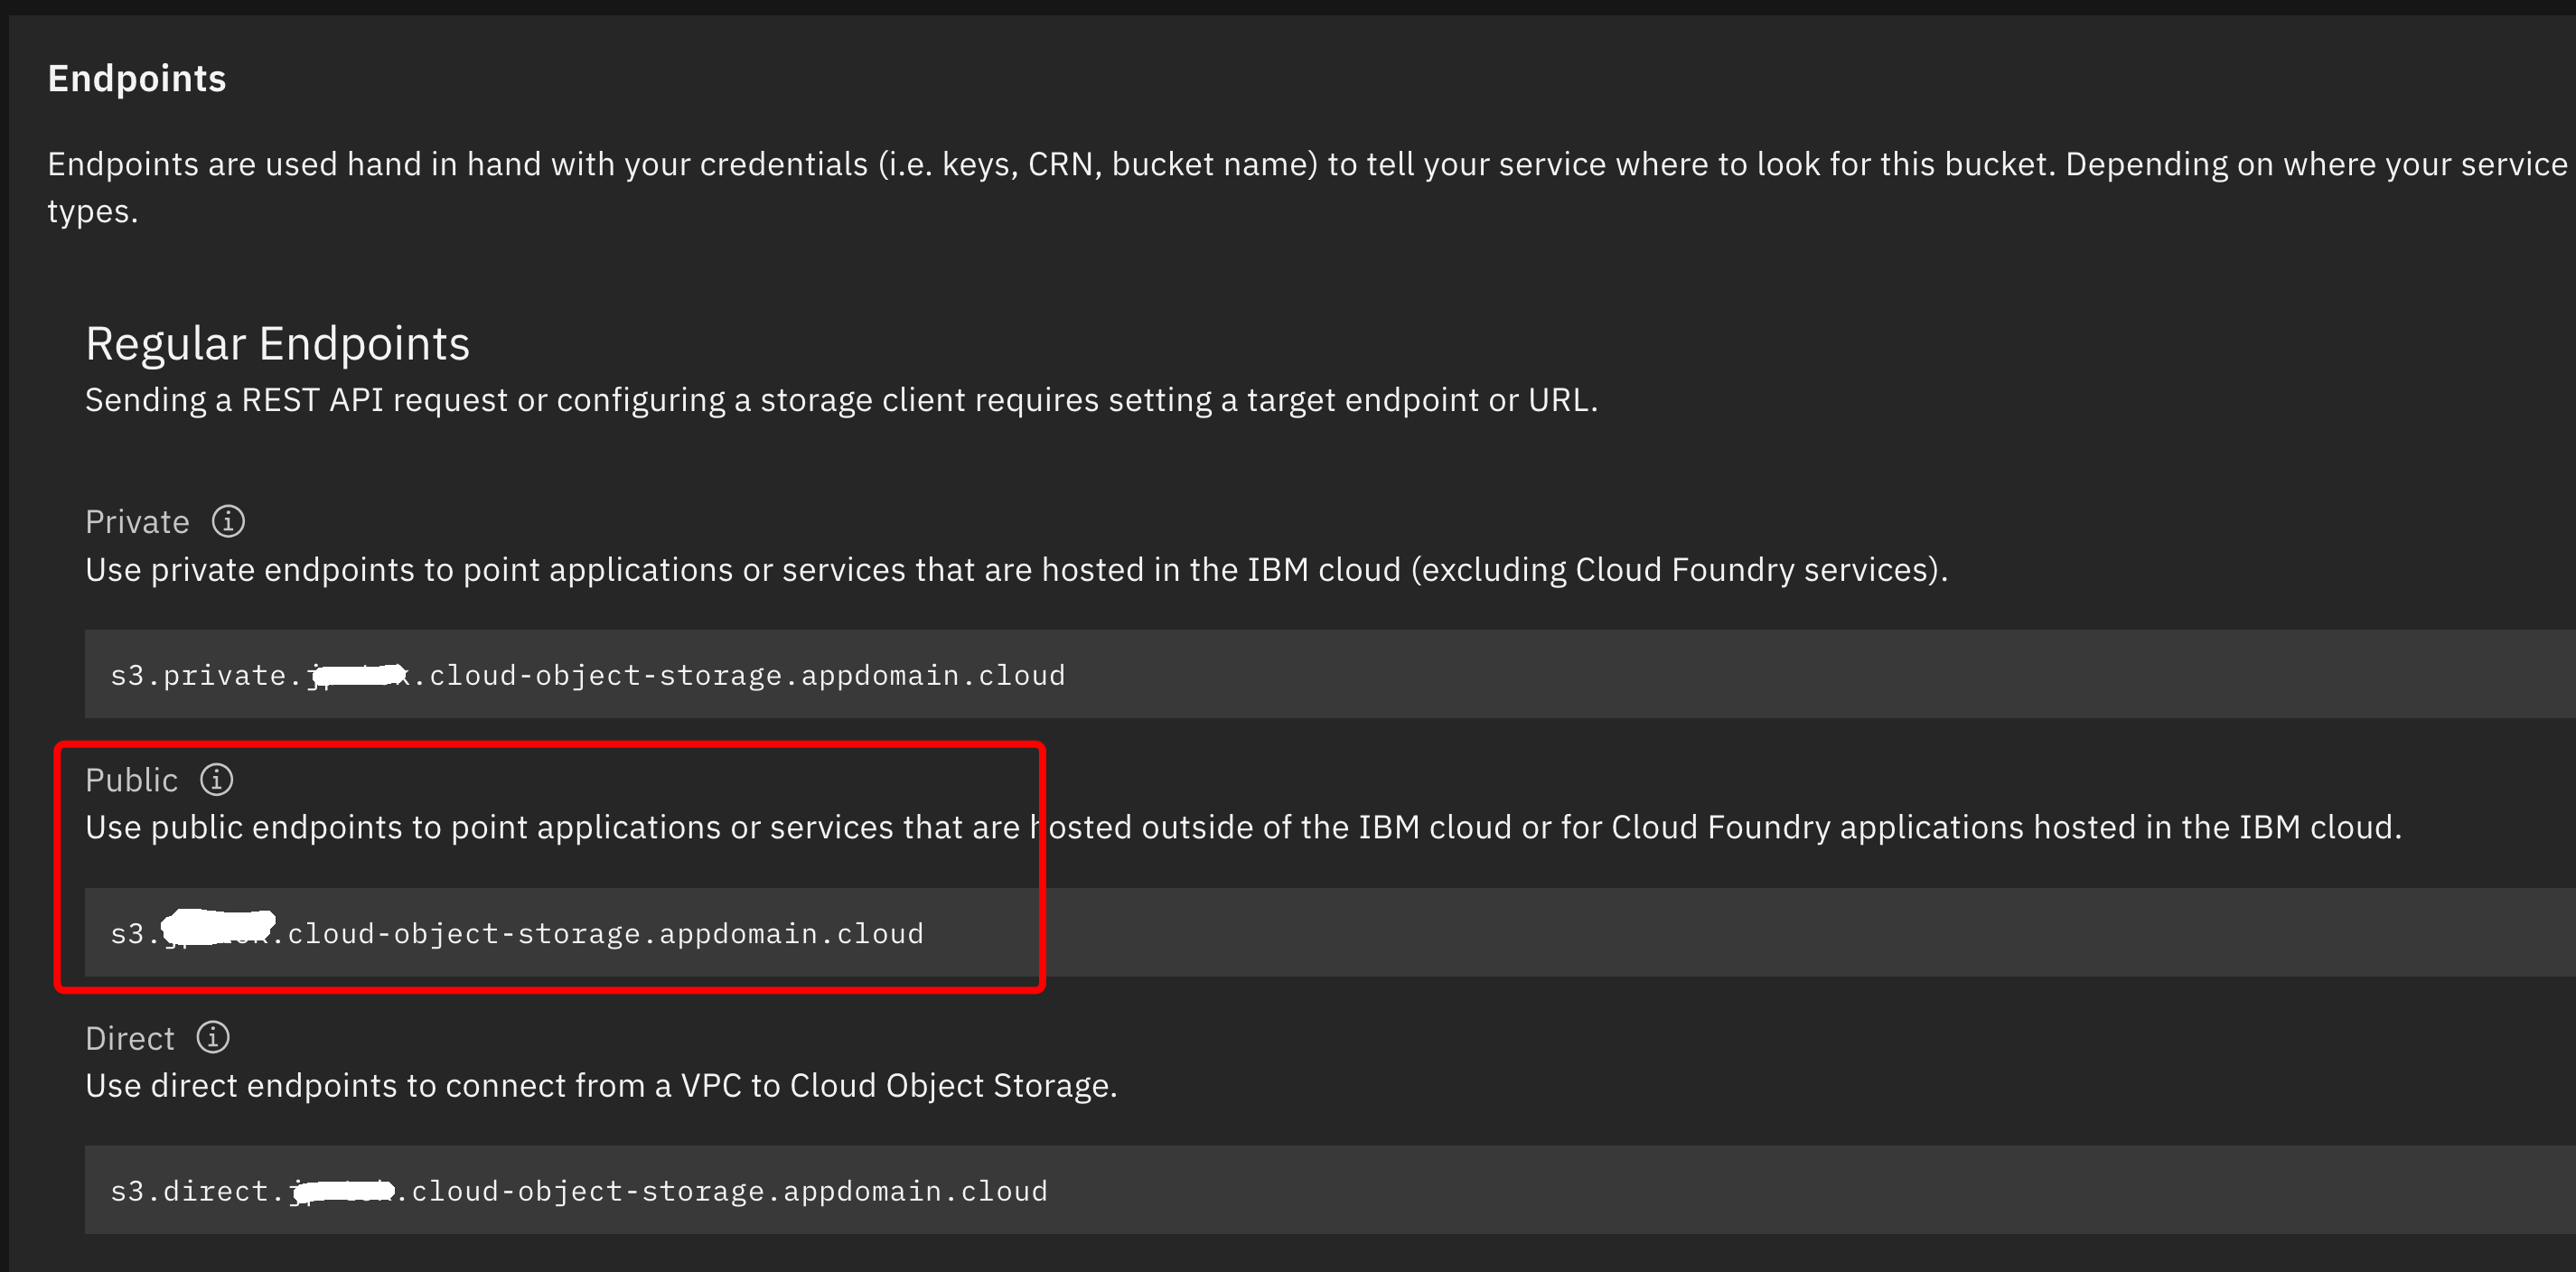 Endpoints
Endpoints are used hand in hand with your credentials (i.e. keys, CRN, bucket name) to tell your service where to look for this bucket. Depending on where your service
types.
Regular Endpoints
Sending a REST API request or configuring a storage client requires setting a target endpoint or URL.
Private
Use private endpoints to point applications or services that are hosted in the IBM cloud (excluding Cloud Foundry services).
s3.private. .cloud-object-storage.appdomain.cloud
Public
Use public endpoints to point applications or services that are hosted outside of the IBM cloud or for Cloud Foundry applications hosted in the IBM cloud.
s3. .cloud-object-storage.appdomain.cloud
Direct
Use direct endpoints to connect from a VPC to Cloud Object Storage.
s3.direct. .cloud-object-storage.appdomain.cloud